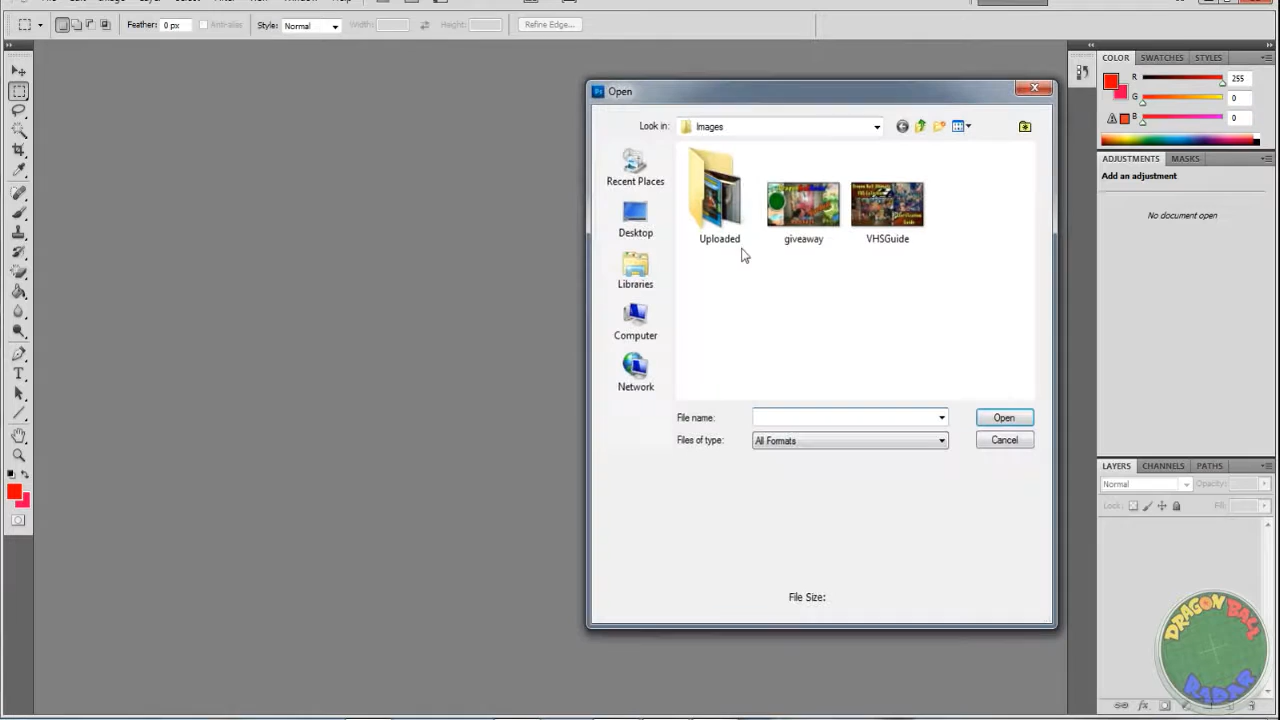 Feather: 0 px Anti-alias Style: Normal Width: Height: Refine Edge...
COLOR SWATCHES STYLES
R 255
G 0
B 0
ADJUSTMENTS MASKS
Add an adjustment
No document open
Open
Look in: Images
Recent Places
Desktop
Libraries
Computer
Network
Uploaded giveaway VHSGuide
File name: Open
Files of type: All Formats Cancel
File Size:
LAYERS CHANNELS PATHS
Normal Opacity:
Lock: Fill:
DRAGON BALL
RADAR